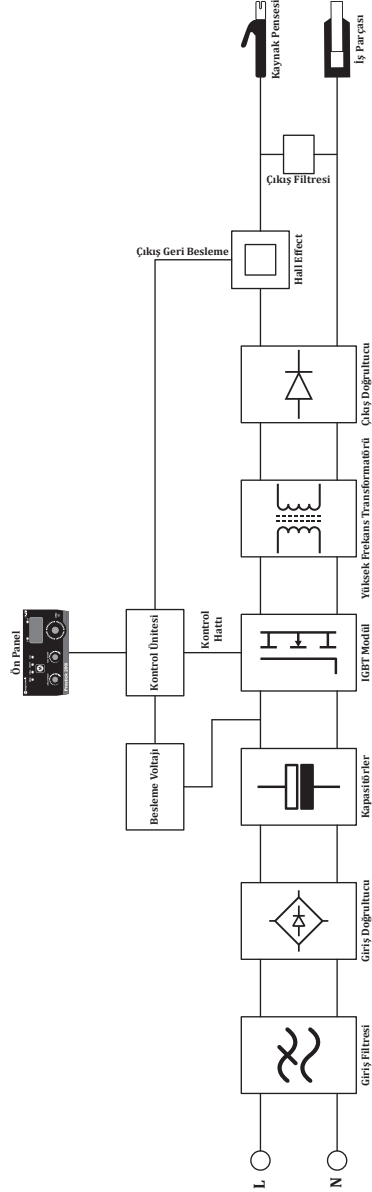 L
N
Giriş Filtresi
Giriş Doğrultucu
Kapasitörler
IGBT Modül
Yüksek Frekans Transformatörü
Çıkış Doğrultucu
Hall Effect
Çıkış Filtresi
Kaynak Pensesi
İş Parçası
Besleme Voltajı
Kontrol Ünitesi
Kontrol
Hattı
Çıkış Geri Besleme
Ön Panel